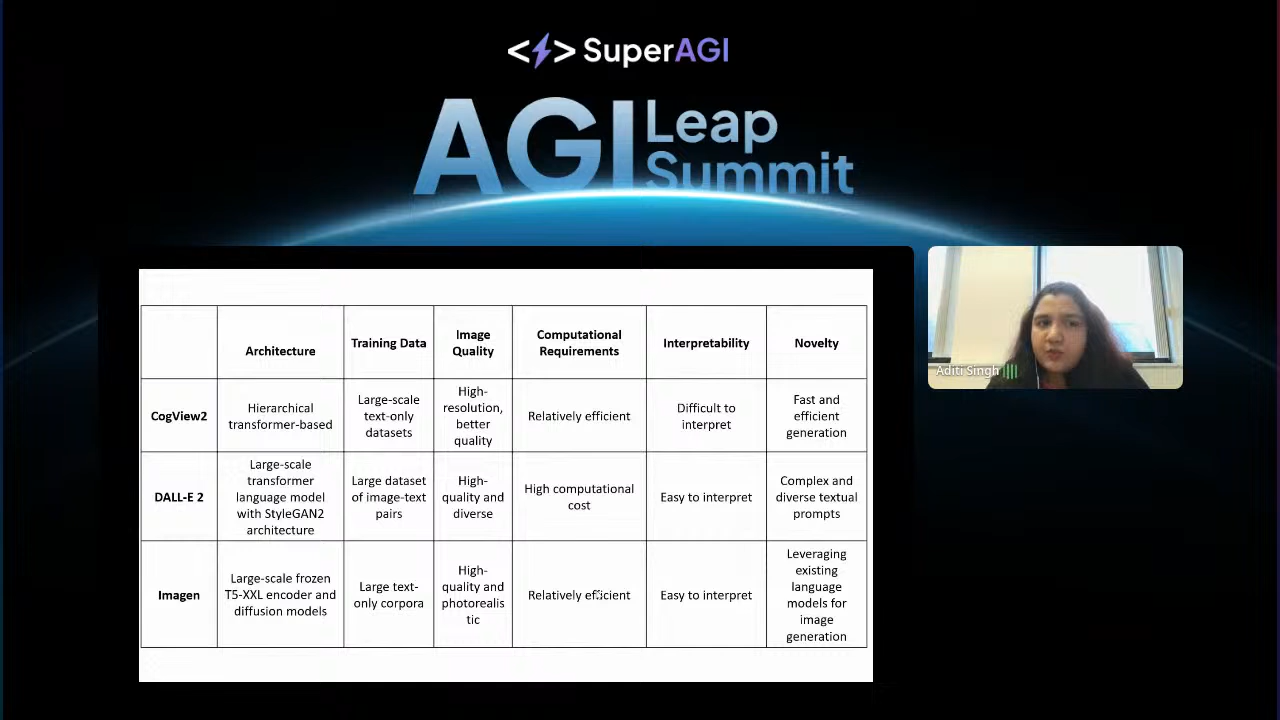 <⚡> SuperAGI
AGI Leap
Summit
Architecture
Training Data
Image
Quality
Computational
Requirements
Interpretability
Novelty
CogView2
Hierarchical
transformer-based
Large-scale
text-only
datasets
High-
resolution,
better
quality
Relatively efficient
Difficult to
interpret
Fast and
efficient
generation
DALL-E 2
Large-scale
transformer
language model
with StyleGAN2
architecture
Large dataset
of image-text
pairs
High-
quality and
diverse
High computational
cost
Easy to interpret
Complex and
diverse textual
prompts
Imagen
Large-scale frozen
T5-XXL encoder and
diffusion models
Large text-
only corpora
High-
quality and
photorealis
tic
Relatively efficient
Easy to interpret
Leveraging
existing
language
models for
image
generation
Aditi Singh